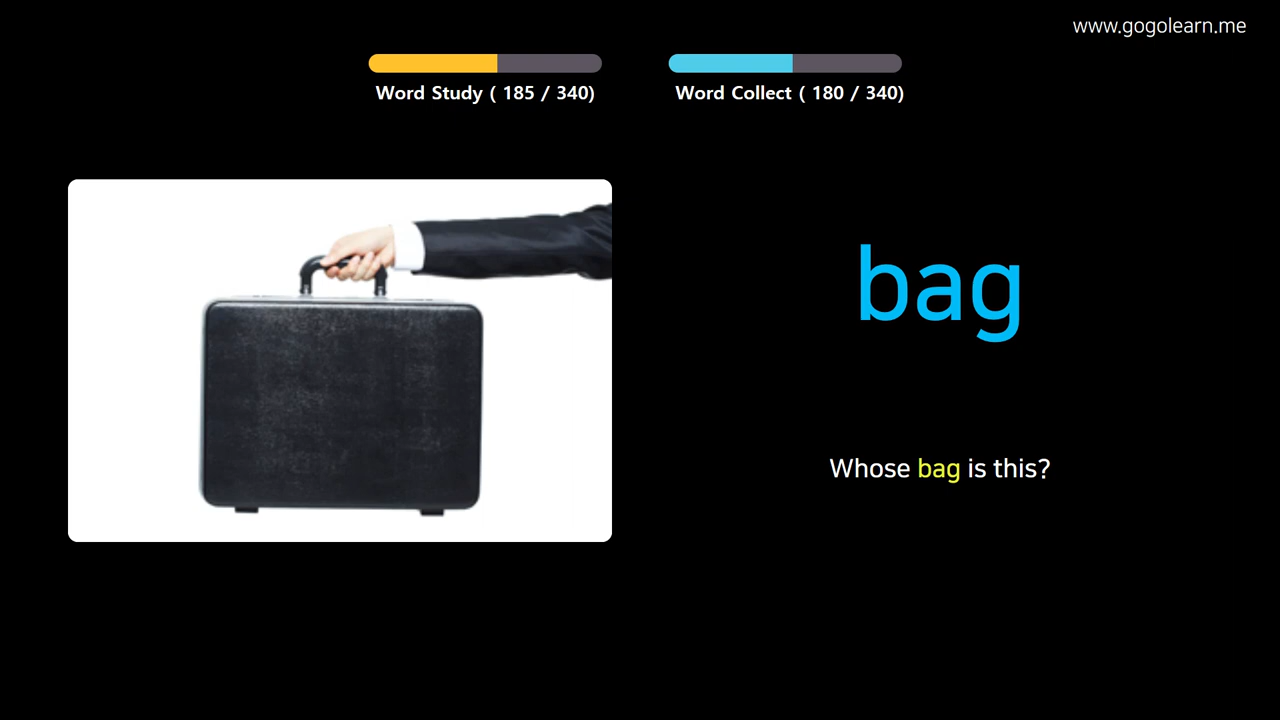 www.gogolearn.me
Word Study ( 185 / 340)
Word Collect ( 180 / 340)
bag
Whose bag is this?